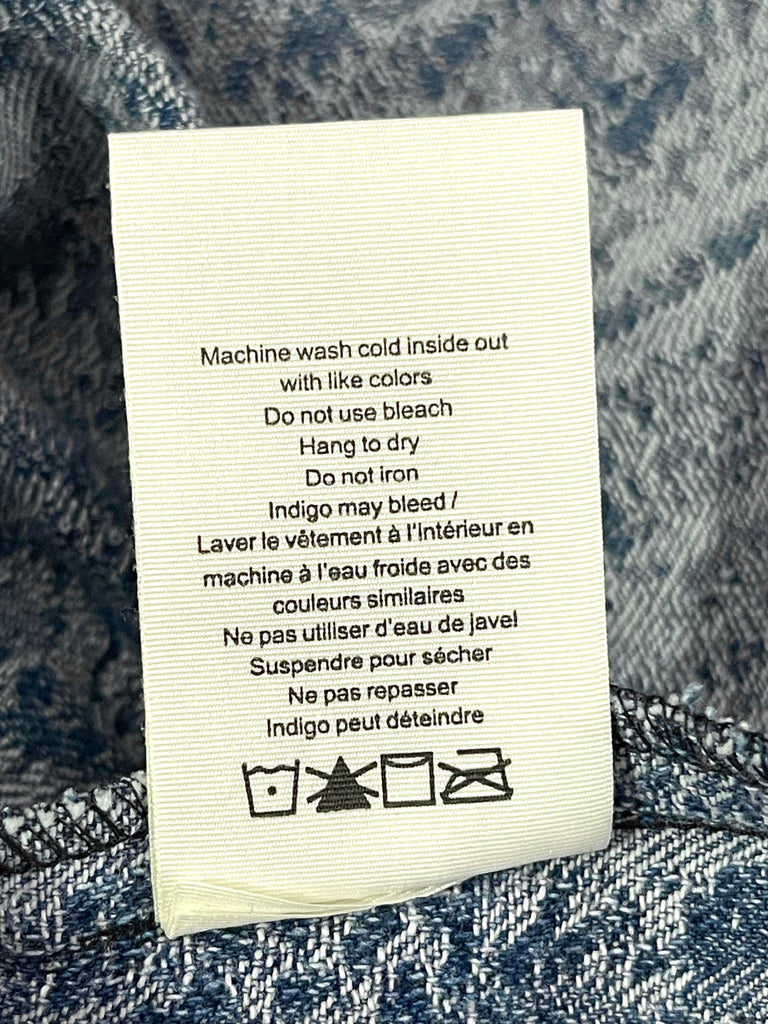 Machine wash cold inside out
with like colors
Do not use bleach
Hang to dry
Do not iron
Indigo may bleed /
Laver le vêtement à l'intérieur en
machine à l'eau froide avec des
couleurs similaires
Ne pas utiliser d'eau de javel
Suspendre pour sécher
Ne pas repasser
Indigo peut déteindre